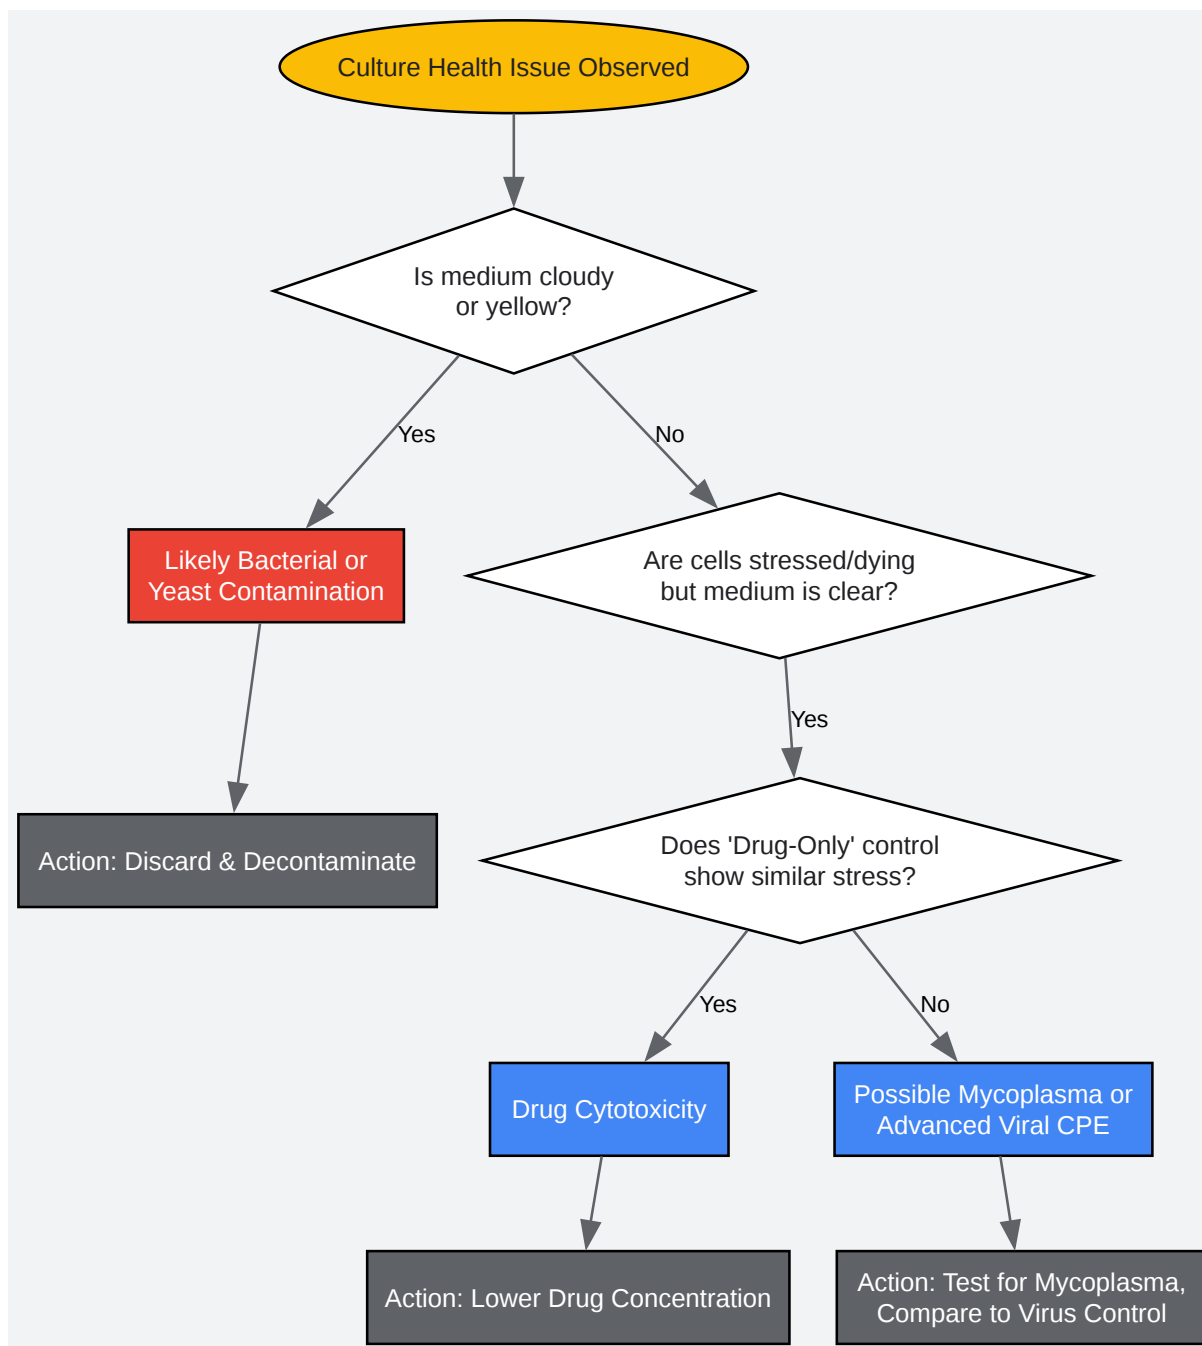 Culture Health Issue Observed
Is medium cloudy
or yellow?
Yes
No
Likely Bacterial or
Yeast Contamination
Are cells stressed/dying
but medium is clear?
Yes
Action: Discard & Decontaminate
Does 'Drug-Only' control
show similar stress?
Yes
No
Drug Cytotoxicity
Possible Mycoplasma or
Advanced Viral CPE
Action: Lower Drug Concentration
Action: Test for Mycoplasma,
Compare to Virus Control